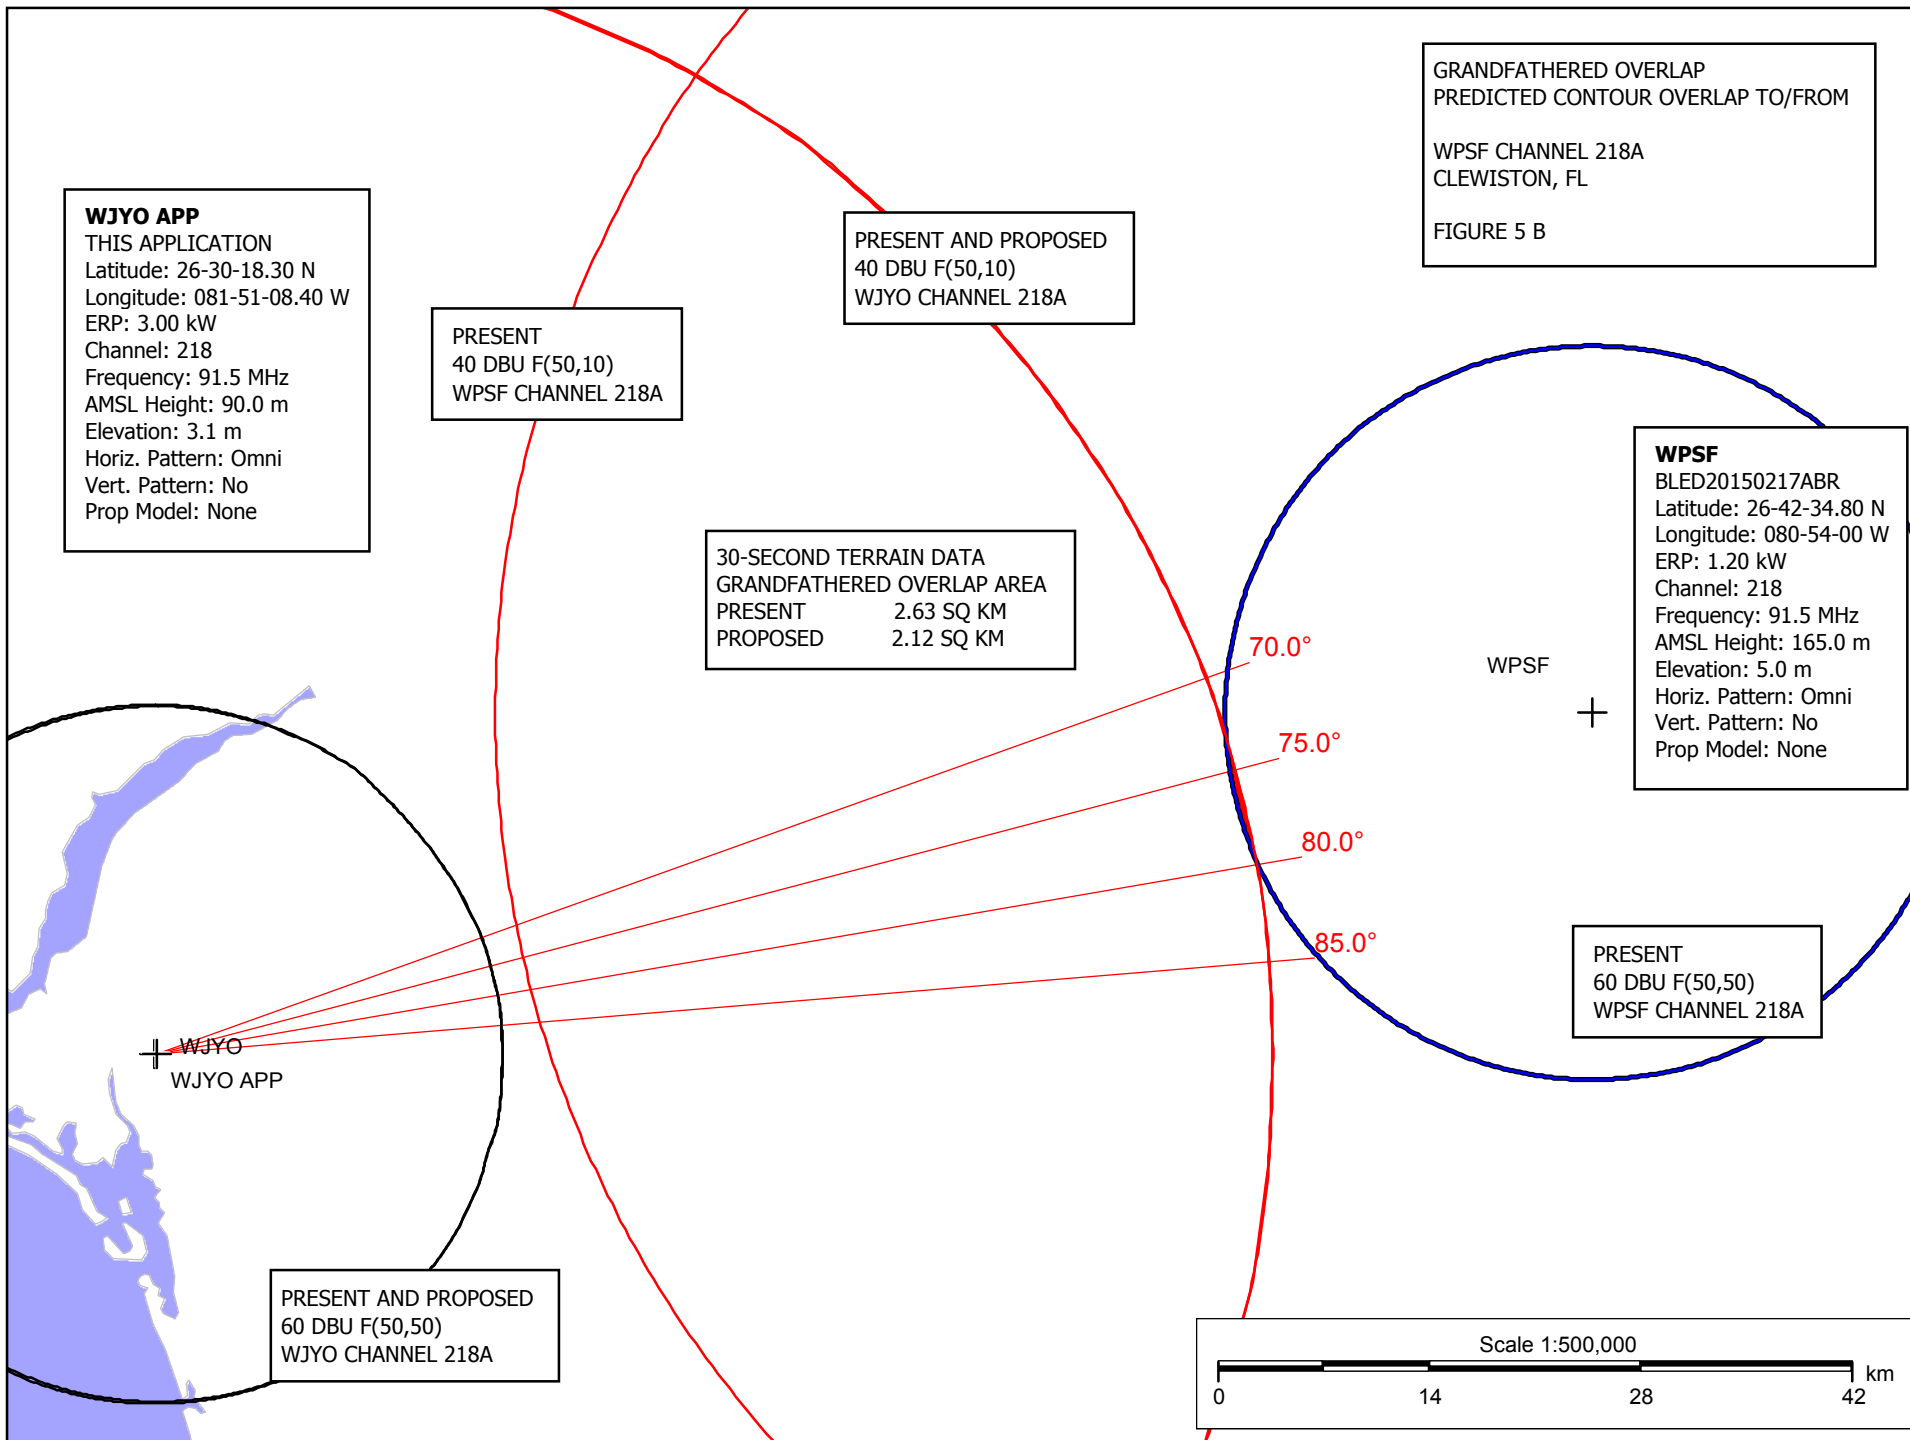 GRANDFATHERED OVERLAP
PREDICTED CONTOUR OVERLAP TO/FROM
WPSF CHANNEL 218A
CLEWISTON, FL
FIGURE 5 B
WJYO APP
THIS APPLICATION
Latitude: 26-30-18.30 N
Longitude: 081-51-08.40 W
ERP: 3.00 kW
Channel: 218
Frequency: 91.5 MHz
AMSL Height: 90.0 m
Elevation: 3.1 m
Horiz. Pattern: Omni
Vert. Pattern: No
Prop Model: None
PRESENT AND PROPOSED
40 DBU F(50,10)
WJYO CHANNEL 218A
PRESENT
40 DBU F(50,10)
WPSF CHANNEL 218A
WPSF
BLED20150217ABR
Latitude: 26-42-34.80 N
Longitude: 080-54-00 W
ERP: 1.20 kW
Channel: 218
Frequency: 91.5 MHz
AMSL Height: 165.0 m
Elevation: 5.0 m
Horiz. Pattern: Omni
Vert. Pattern: No
Prop Model: None
30-SECOND TERRAIN DATA
GRANDFATHERED OVERLAP AREA
PRESENT 2.63 SQ KM
PROPOSED 2.12 SQ KM
70.0°
WPSF
75.0°
80.0°
85.0°
PRESENT
60 DBU F(50,50)
WPSF CHANNEL 218A
WJYO
WJYO APP
PRESENT AND PROPOSED
60 DBU F(50,50)
WJYO CHANNEL 218A
Scale 1:500,000
km
0 14 28 42